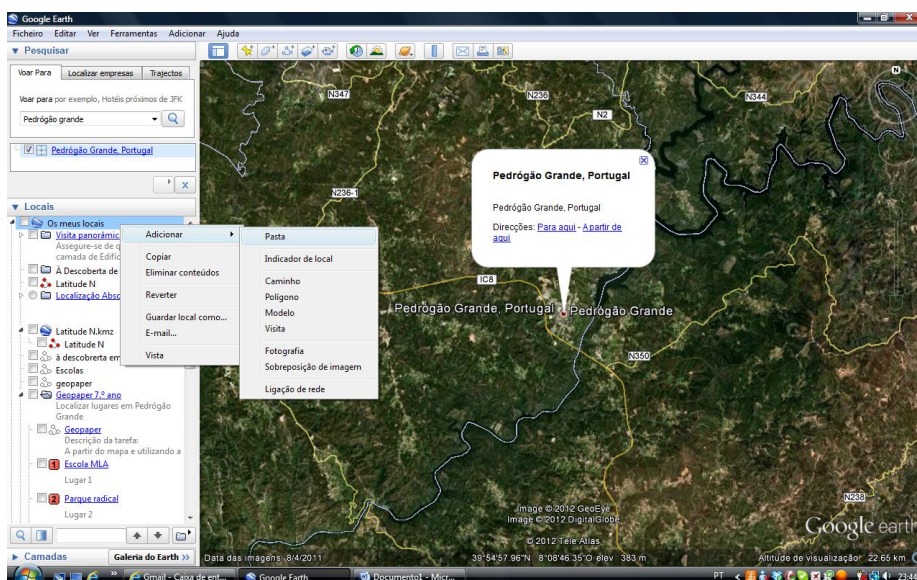 Google Earth
Ficheiro Editar Ver Ferramentas Adicionar Ajuda
Pesquisar
Voar Para Localizar empresas Trajectos
Voar para por exemplo, Hotéis próximos de JFK
Pedrógão grande
Pedrógão Grande, Portugal
Locais
Os meus locais
Visita panorâmic
Assegure-se de q
camada de Edific
À Descoberta de
Latitude N
Localização Abso
Latitude N.kmz
Latitude N
à descobrerta em
Escolas
geopaper
Geopaper 7.º ano
Localizar lugares em Pedrógão
Grande
Geopaper
Descrição da tarefa:
A partir do mapa e utilizando a
1 Escola MLA
Lugar 1
2 Parque radical
Lugar 2
Camadas
Galeria do Earth >>
Adicionar
Copiar
Eliminar conteúdos
Reverter
Guardar local como...
E-mail...
Vista
Pasta
Indicador de local
Caminho
Polígono
Modelo
Visita
Fotografia
Sobreposição de imagem
Ligação de rede
N347
N236
N2
N344
N236-1
Pedrógão Grande, Portugal
Pedrógão Grande, Portugal
Direcções: Para aqui - A partir de
aqui
IC8
Pedrógão Grande, Portugal
Pedrógão Grande
N350
N238
Image © 2012 GeoEye
Image © 2012 DigitalGlobe
© 2012 Tele Atlas
Google earth
Data das imagens: 8/4/2011
39°54'57.96"N 8°08'46.35"O elev 383 m
Altitude de visualização 22.65 km
Gmail - Caixa de ent...
Google Earth
Documento1 - Micr...
PT
23:14